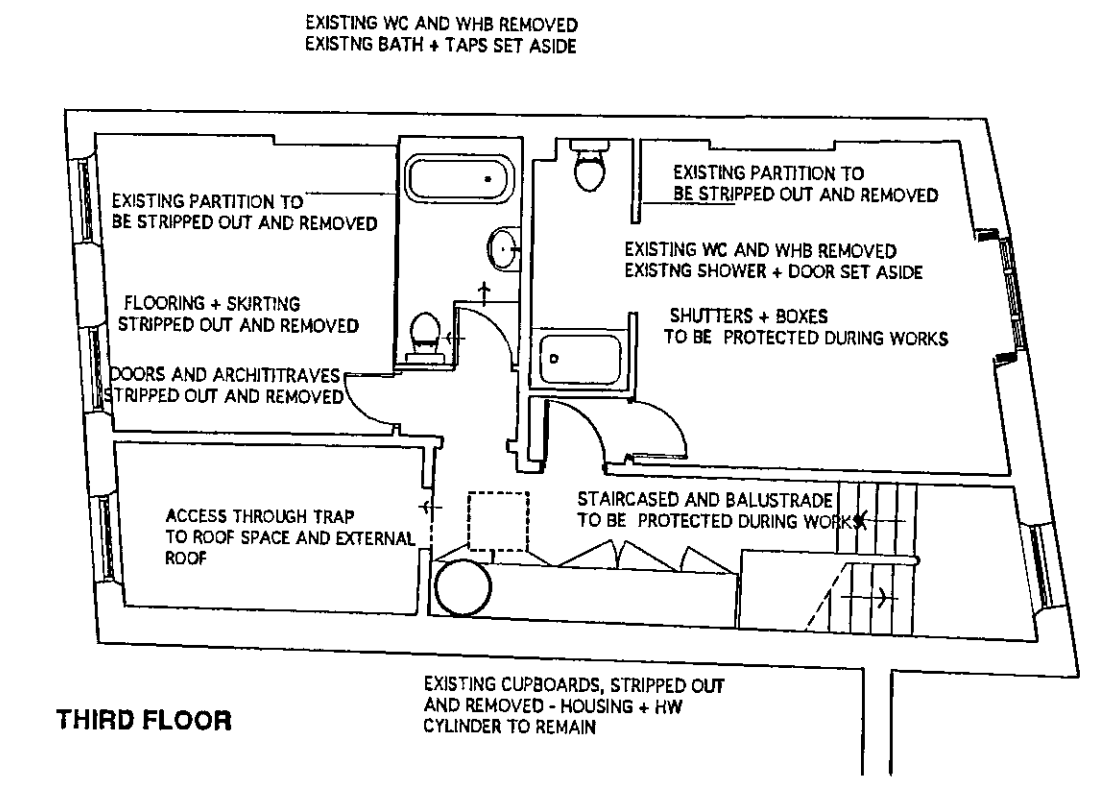 EXISTING WC AND WHB REMOVED
EXISTNG BATH + TAPS SET ASIDE
EXISTING PARTITION TO
BE STRIPPED OUT AND REMOVED
EXISTING PARTITION TO
BE STRIPPED OUT AND REMOVED
EXISTING WC AND WHB REMOVED
EXISTNG SHOWER + DOOR SET ASIDE
FLOORING + SKIRTING
STRIPPED OUT AND REMOVED
SHUTTERS + BOXES
TO BE PROTECTED DURING WORKS
DOORS AND ARCHITITRAVES
STRIPPED OUT AND REMOVED
STAIRCASED AND BALUSTRADE
TO BE PROTECTED DURING WORKS
ACCESS THROUGH TRAP
TO ROOF SPACE AND EXTERNAL
ROOF
EXISTING CUPBOARDS, STRIPPED OUT
AND REMOVED - HOUSING + HW
CYLINDER TO REMAIN
THIRD FLOOR